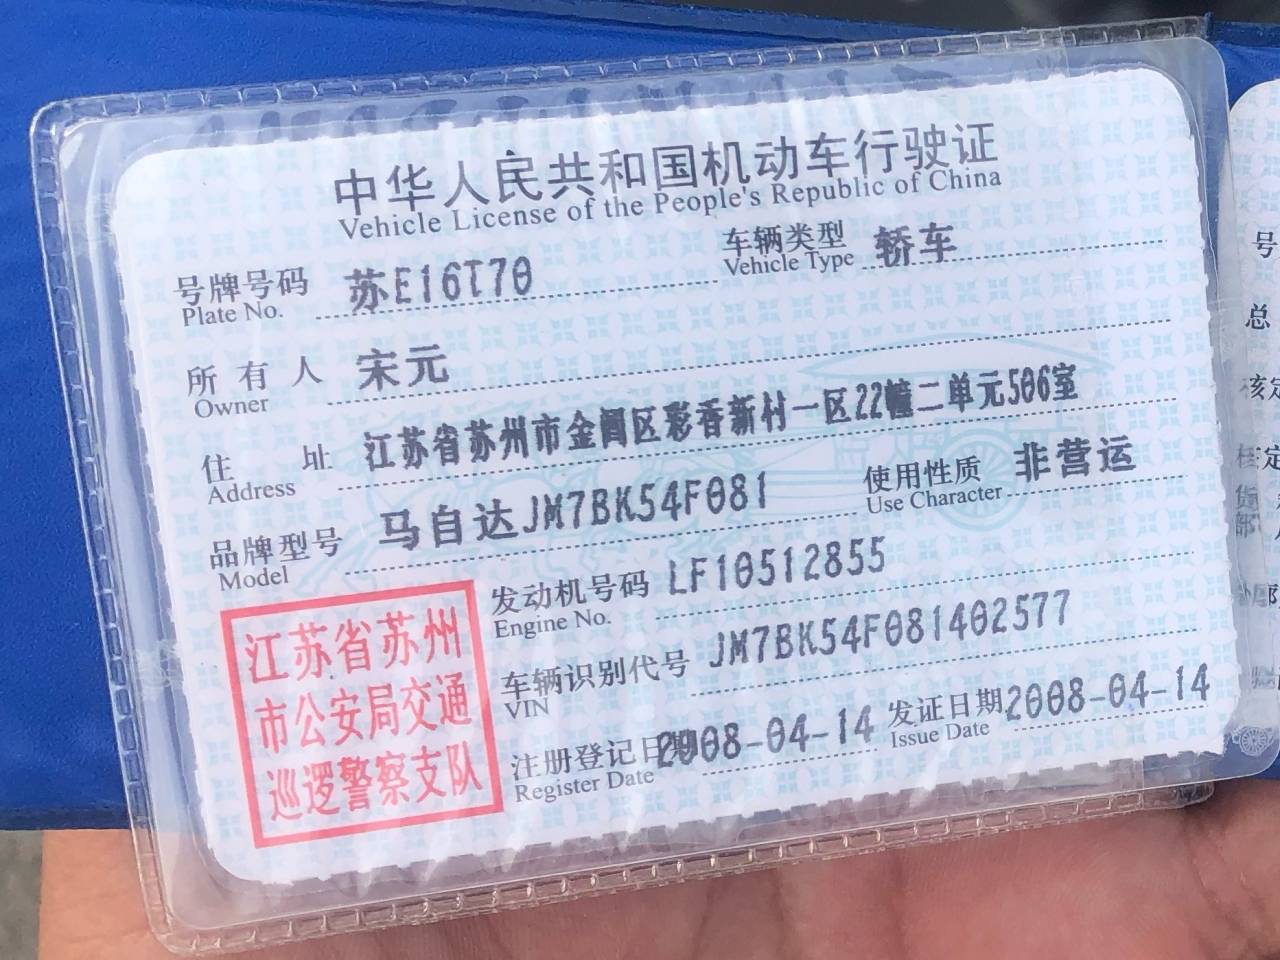 中华人民共和国机动车行驶证
Vehicle License of the People's Republic of China
号牌号码 苏E16T70 车辆类型 轿车
Plate No. Vehicle Type
所有人 宋元
Owner
住址 江苏省苏州市金阊区彩香新村一区22幢二单元506室
Address
品牌型号 马自达JM7BK54F081 使用性质 非营运
Model Use Character
发动机号码 LF10512855
Engine No.
车辆识别代号 JM7BK54F081402577
VIN
注册登记日期 2008-04-14 发证日期 2008-04-14
Register Date Issue Date
江苏省苏州
市公安局交通
巡逻警察支队
号
总
核定